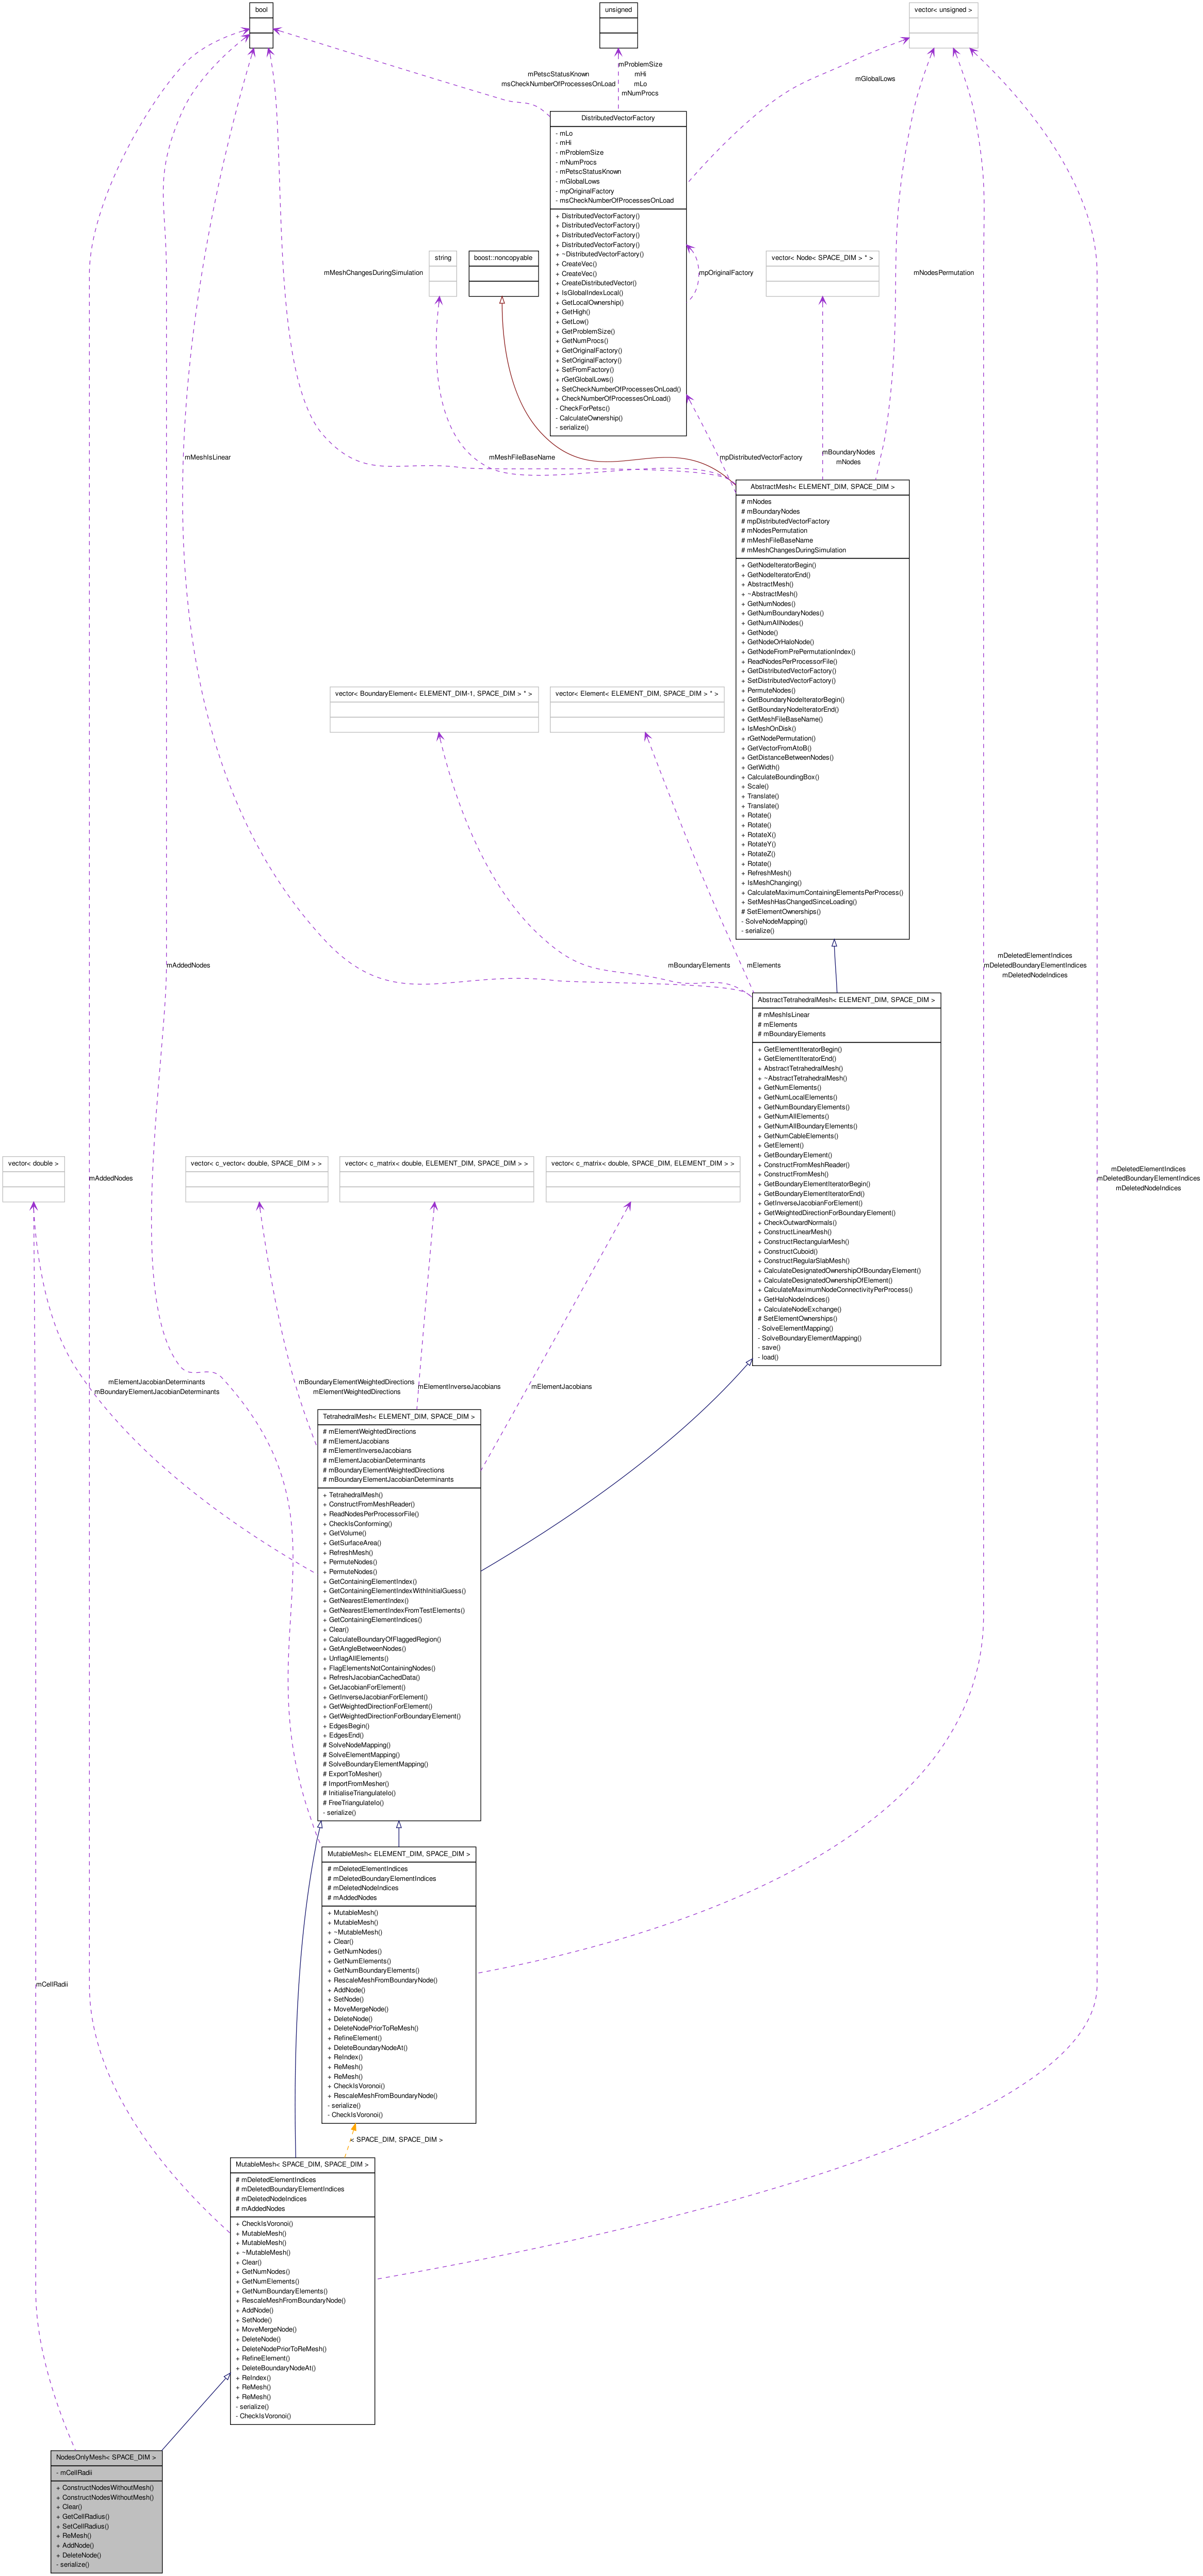 bool
unsigned
vector< unsigned >
mPetscStatusKnown
msCheckNumberOfProcessesOnLoad
mProblemSize
mHi
mLo
mNumProcs
mGlobalLows
DistributedVectorFactory
- mLo
- mHi
- mProblemSize
- mNumProcs
- mPetscStatusKnown
- mGlobalLows
- mpOriginalFactory
- msCheckNumberOfProcessesOnLoad
+ DistributedVectorFactory()
+ DistributedVectorFactory()
+ DistributedVectorFactory()
+ DistributedVectorFactory()
+ ~DistributedVectorFactory()
+ CreateVec()
+ CreateVec()
+ CreateDistributedVector()
+ IsGlobalIndexLocal()
+ GetLocalOwnership()
+ GetHigh()
+ GetLow()
+ GetProblemSize()
+ GetNumProcs()
+ GetOriginalFactory()
+ SetOriginalFactory()
+ SetFromFactory()
+ rGetGlobalLows()
+ SetCheckNumberOfProcessesOnLoad()
+ CheckNumberOfProcessesOnLoad()
- CheckForPetsc()
- CalculateOwnership()
- serialize()
mMeshChangesDuringSimulation
string
boost::noncopyable
mpOriginalFactory
vector< Node< SPACE_DIM > * >
mNodesPermutation
mMeshIsLinear
mMeshFileBaseName
mpDistributedVectorFactory
mBoundaryNodes
mNodes
AbstractMesh< ELEMENT_DIM, SPACE_DIM >
# mNodes
# mBoundaryNodes
# mpDistributedVectorFactory
# mNodesPermutation
# mMeshFileBaseName
# mMeshChangesDuringSimulation
+ GetNodeIteratorBegin()
+ GetNodeIteratorEnd()
+ AbstractMesh()
+ ~AbstractMesh()
+ GetNumNodes()
+ GetNumBoundaryNodes()
+ GetNumAllNodes()
+ GetNode()
+ GetNodeOrHaloNode()
+ GetNodeFromPrePermutationIndex()
+ ReadNodesPerProcessorFile()
+ GetDistributedVectorFactory()
+ SetDistributedVectorFactory()
+ PermuteNodes()
+ GetBoundaryNodeIteratorBegin()
+ GetBoundaryNodeIteratorEnd()
+ GetMeshFileBaseName()
+ IsMeshOnDisk()
+ rGetNodePermutation()
+ GetVectorFromAtoB()
+ GetDistanceBetweenNodes()
+ GetWidth()
+ CalculateBoundingBox()
+ Scale()
+ Translate()
+ Translate()
+ Rotate()
+ Rotate()
+ RotateX()
+ RotateY()
+ RotateZ()
+ Rotate()
+ RefreshMesh()
+ IsMeshChanging()
+ CalculateMaximumContainingElementsPerProcess()
+ SetMeshHasChangedSinceLoading()
# SetElementOwnerships()
- SolveNodeMapping()
- serialize()
vector< BoundaryElement< ELEMENT_DIM-1, SPACE_DIM > * >
vector< Element< ELEMENT_DIM, SPACE_DIM > * >
mAddedNodes
mBoundaryElements
mElements
mDeletedElementIndices
mDeletedBoundaryElementIndices
mDeletedNodeIndices
AbstractTetrahedralMesh< ELEMENT_DIM, SPACE_DIM >
# mMeshIsLinear
# mElements
# mBoundaryElements
+ GetElementIteratorBegin()
+ GetElementIteratorEnd()
+ AbstractTetrahedralMesh()
+ ~AbstractTetrahedralMesh()
+ GetNumElements()
+ GetNumLocalElements()
+ GetNumBoundaryElements()
+ GetNumAllElements()
+ GetNumAllBoundaryElements()
+ GetNumCableElements()
+ GetElement()
+ GetBoundaryElement()
+ ConstructFromMeshReader()
+ ConstructFromMesh()
+ GetBoundaryElementIteratorBegin()
+ GetBoundaryElementIteratorEnd()
+ GetInverseJacobianForElement()
+ GetWeightedDirectionForBoundaryElement()
+ CheckOutwardNormals()
+ ConstructLinearMesh()
+ ConstructRectangularMesh()
+ ConstructCuboid()
+ ConstructRegularSlabMesh()
+ CalculateDesignatedOwnershipOfBoundaryElement()
+ CalculateDesignatedOwnershipOfElement()
+ CalculateMaximumNodeConnectivityPerProcess()
+ GetHaloNodeIndices()
+ CalculateNodeExchange()
# SetElementOwnerships()
- SolveElementMapping()
- SolveBoundaryElementMapping()
- save()
- load()
vector< double >
mAddedNodes
vector< c_vector< double, SPACE_DIM > >
vector< c_matrix< double, ELEMENT_DIM, SPACE_DIM > >
vector< c_matrix< double, SPACE_DIM, ELEMENT_DIM > >
mDeletedElementIndices
mDeletedBoundaryElementIndices
mDeletedNodeIndices
mElementJacobianDeterminants
mBoundaryElementJacobianDeterminants
mBoundaryElementWeightedDirections
mElementWeightedDirections
mElementInverseJacobians
mElementJacobians
TetrahedralMesh< ELEMENT_DIM, SPACE_DIM >
# mElementWeightedDirections
# mElementJacobians
# mElementInverseJacobians
# mElementJacobianDeterminants
# mBoundaryElementWeightedDirections
# mBoundaryElementJacobianDeterminants
+ TetrahedralMesh()
+ ConstructFromMeshReader()
+ ReadNodesPerProcessorFile()
+ CheckIsConforming()
+ GetVolume()
+ GetSurfaceArea()
+ RefreshMesh()
+ PermuteNodes()
+ PermuteNodes()
+ GetContainingElementIndex()
+ GetContainingElementIndexWithInitialGuess()
+ GetNearestElementIndex()
+ GetNearestElementIndexFromTestElements()
+ GetContainingElementIndices()
+ Clear()
+ CalculateBoundaryOfFlaggedRegion()
+ GetAngleBetweenNodes()
+ UnflagAllElements()
+ FlagElementsNotContainingNodes()
+ RefreshJacobianCachedData()
+ GetJacobianForElement()
+ GetInverseJacobianForElement()
+ GetWeightedDirectionForElement()
+ GetWeightedDirectionForBoundaryElement()
+ EdgesBegin()
+ EdgesEnd()
# SolveNodeMapping()
# SolveElementMapping()
# SolveBoundaryElementMapping()
# ExportToMesher()
# ImportFromMesher()
# InitialiseTriangulateIo()
# FreeTriangulateIo()
- serialize()
mCellRadii
MutableMesh< ELEMENT_DIM, SPACE_DIM >
# mDeletedElementIndices
# mDeletedBoundaryElementIndices
# mDeletedNodeIndices
# mAddedNodes
+ MutableMesh()
+ MutableMesh()
+ ~MutableMesh()
+ Clear()
+ GetNumNodes()
+ GetNumElements()
+ GetNumBoundaryElements()
+ RescaleMeshFromBoundaryNode()
+ AddNode()
+ SetNode()
+ MoveMergeNode()
+ DeleteNode()
+ DeleteNodePriorToReMesh()
+ RefineElement()
+ DeleteBoundaryNodeAt()
+ ReIndex()
+ ReMesh()
+ ReMesh()
+ CheckIsVoronoi()
+ RescaleMeshFromBoundaryNode()
- serialize()
- CheckIsVoronoi()
< SPACE_DIM, SPACE_DIM >
MutableMesh< SPACE_DIM, SPACE_DIM >
# mDeletedElementIndices
# mDeletedBoundaryElementIndices
# mDeletedNodeIndices
# mAddedNodes
+ CheckIsVoronoi()
+ MutableMesh()
+ MutableMesh()
+ ~MutableMesh()
+ Clear()
+ GetNumNodes()
+ GetNumElements()
+ GetNumBoundaryElements()
+ RescaleMeshFromBoundaryNode()
+ AddNode()
+ SetNode()
+ MoveMergeNode()
+ DeleteNode()
+ DeleteNodePriorToReMesh()
+ RefineElement()
+ DeleteBoundaryNodeAt()
+ ReIndex()
+ ReMesh()
+ ReMesh()
- serialize()
- CheckIsVoronoi()
NodesOnlyMesh< SPACE_DIM >
- mCellRadii
+ ConstructNodesWithoutMesh()
+ ConstructNodesWithoutMesh()
+ Clear()
+ GetCellRadius()
+ SetCellRadius()
+ ReMesh()
+ AddNode()
+ DeleteNode()
- serialize()